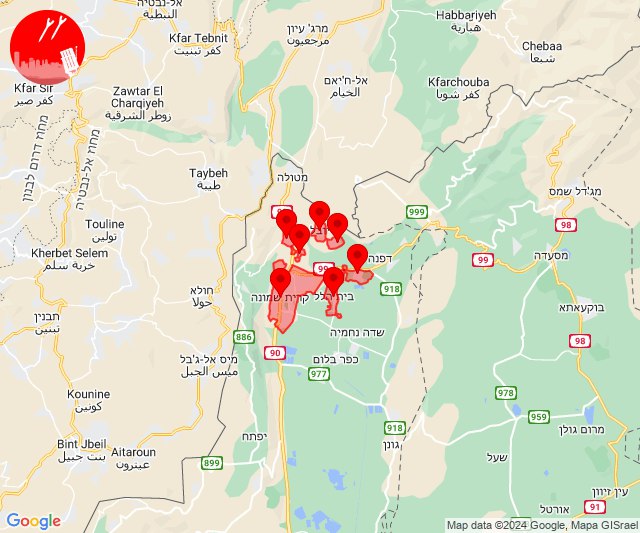 אל-נבטיה
النبطية
Habbariyeh
هبارية
מרג' עיון
مرجعيون
Kfar Tebnit
كفر تبنيت
Chebaa
شبعا
Kfar Sir
كفر صير
Zawtar El
Charqiyeh
زوطر الشرقية
אל-ח'יאם
الخيام
Kfarchouba
كفر شوبا
מחוז דרום לבנון
מחוז אל-נבטיה
Taybeh
طيبة
מטולה
מג'דל שמס
999
98
Touline
تولين
Kherbet Selem
خربة سلم
דפנה
99
מסעדה
חולא
حولا
קרית שמונה
בית הלל
918
בוקעאתא
תבנין
تبنين
886
שדה נחמיה
98
90
מיס אל-ג'בל
ميس الجبل
כפר בלום
977
Kounine
كونين
978
959
Bint Jbeil
بنت جبيل
Aitaroun
عيترون
יפתח
918
גונן
מרום גולן
899
שעל
עין זיוון
אורטל
91
Google
Map data ©2024 Google, Mapa GISrael